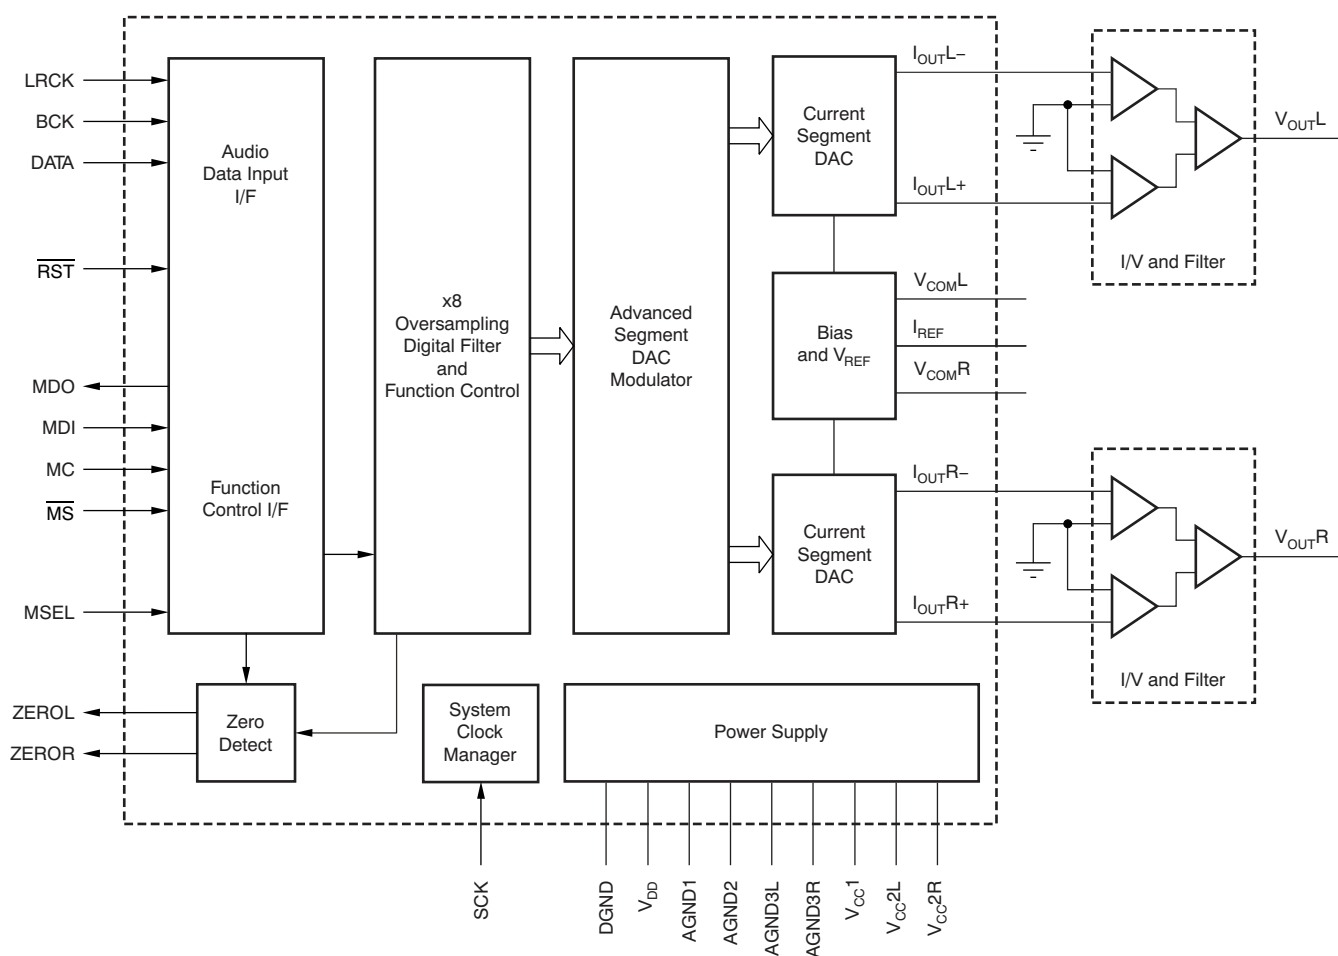 LRCK
BCK
DATA
RST
MDO
MDI
MC
MS
MSEL
ZEROL
ZEROR
Audio
Data Input
I/F
Function
Control I/F
x8
Oversampling
Digital Filter
and
Function Control
Advanced
Segment
DAC
Modulator
Current
Segment
DAC
Bias
and VREF
Current
Segment
DAC
IOUTL−
IOUTL+
VCOML
IREF
VCOMR
IOUTR−
IOUTR+
VOUTL
I/V and Filter
VOUTR
I/V and Filter
Zero
Detect
System
Clock
Manager
Power Supply
SCK
DGND
VDD
AGND1
AGND2
AGND3L
AGND3R
VCC1
VCC2L
VCC2R